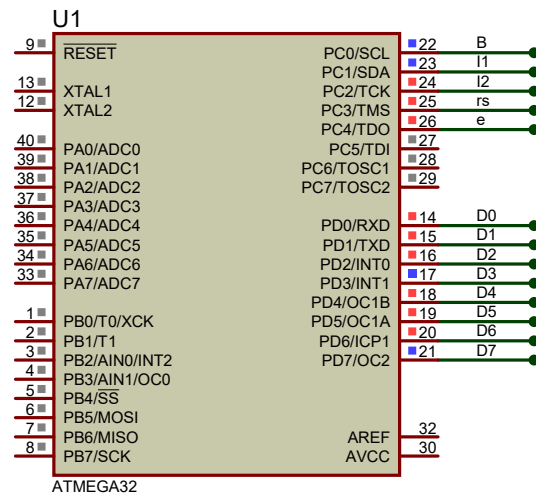 U1
9 RESET
13 XTAL1
12 XTAL2
40 PA0/ADC0
39 PA1/ADC1
38 PA2/ADC2
37 PA3/ADC3
36 PA4/ADC4
35 PA5/ADC5
34 PA6/ADC6
33 PA7/ADC7
1 PB0/T0/XCK
2 PB1/T1
3 PB2/AIN0/INT2
4 PB3/AIN1/OC0
5 PB4/SS
6 PB5/MOSI
7 PB6/MISO
8 PB7/SCK
PC0/SCL 22 B
PC1/SDA 23 I1
PC2/TCK 24 I2
PC3/TMS 25 rs
PC4/TDO 26 e
PC5/TDI 27
PC6/TOSC1 28
PC7/TOSC2 29
PD0/RXD 14 D0
PD1/TXD 15 D1
PD2/INT0 16 D2
PD3/INT1 17 D3
PD4/OC1B 18 D4
PD5/OC1A 19 D5
PD6/ICP1 20 D6
PD7/OC2 21 D7
AREF 32
AVCC 30
ATMEGA32